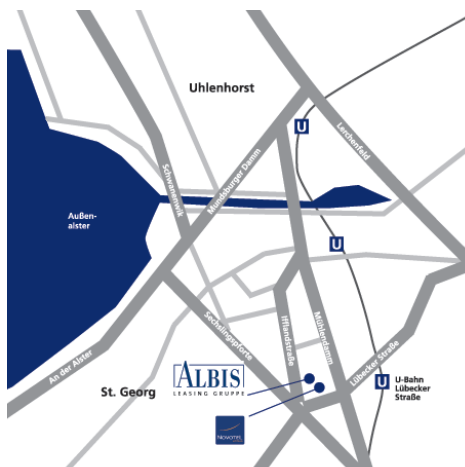 Uhlenhorst
U
Lerchenfeld
Schwanenwik
Mundsburger Damm
Außen-
alster
U
Sechslingspforte
Ifflandstraße
Mühlendamm
Lübecker Straße
An der Alster
ALBIS
LEASING GRUPPE
St. Georg
U
U-Bahn
Lübecker
Straße
NOVOTEL